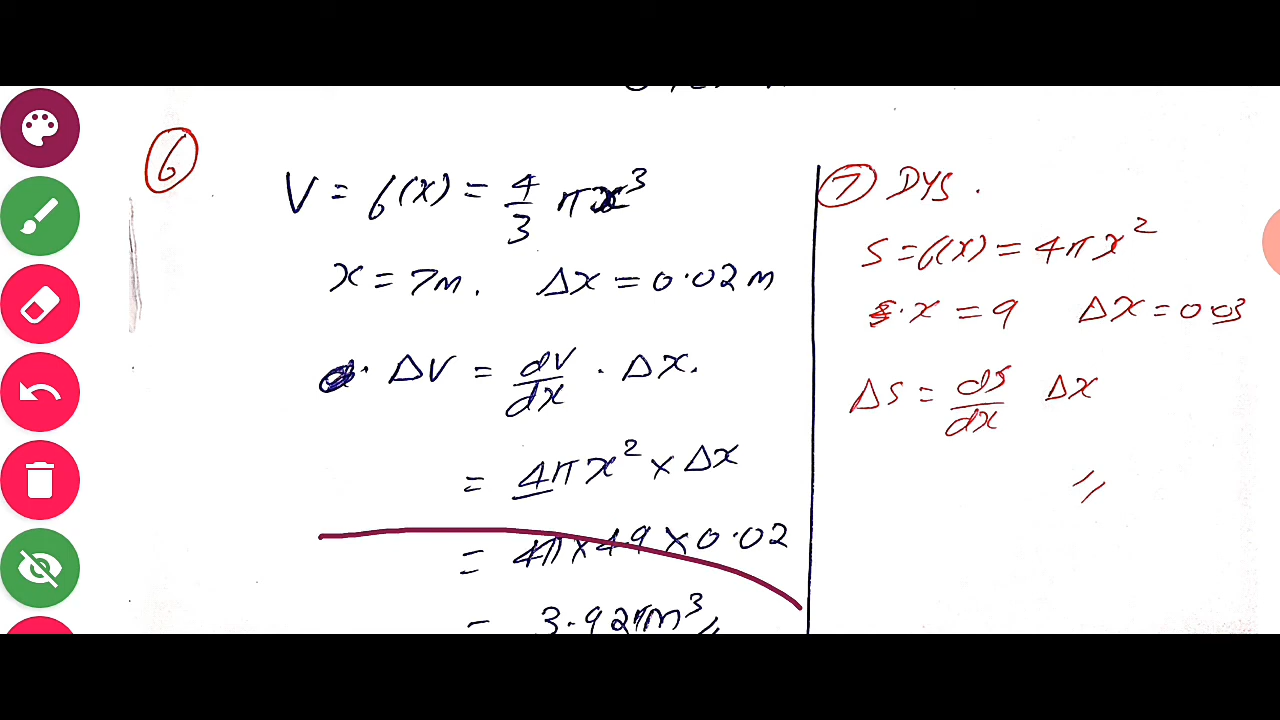 6
V = f(x) = 4/3 πx³
x = 7m. Δx = 0.02m
ΔV = dV/dx · Δx.
= 4πx² × Δx
= 4π × 49 × 0.02
= 3.92πm³
7 DYS.
S = f(x) = 4πx²
x = 9 Δx = 0.03
ΔS = dS/dx Δx